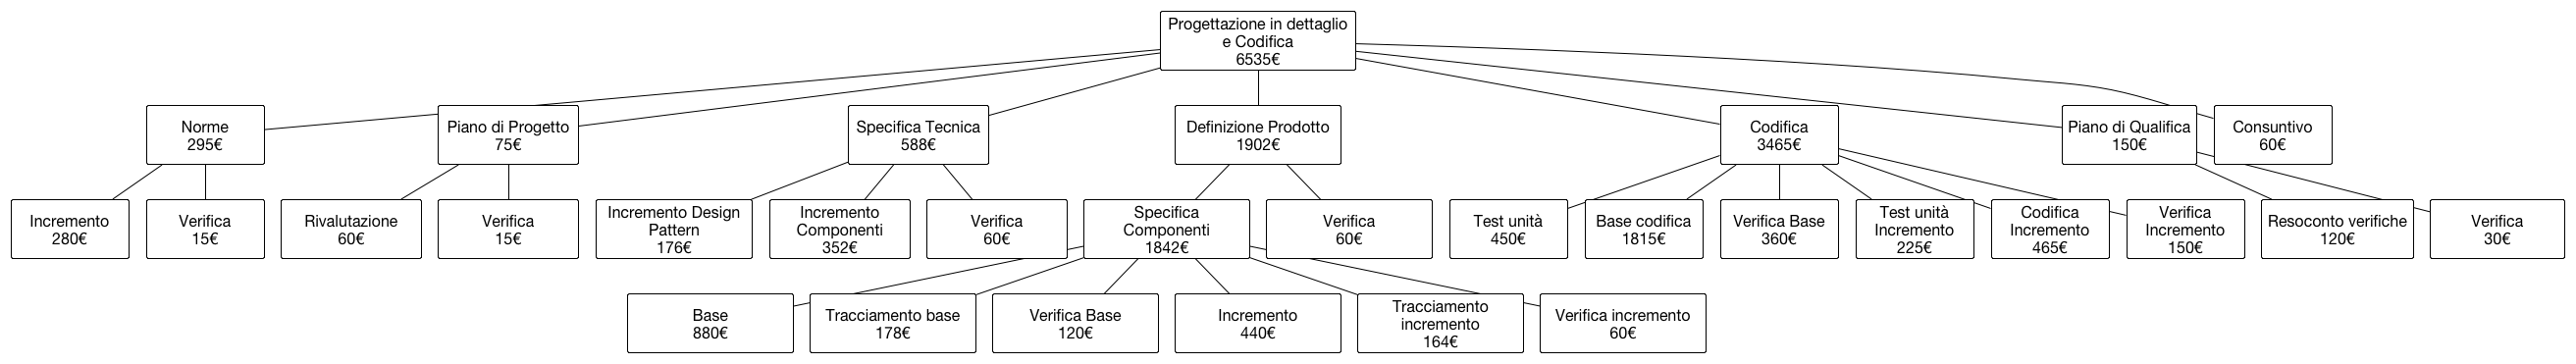 Progettazione in dettaglio
e Codifica
6535€
Norme
295€
Piano di Progetto
75€
Specifica Tecnica
588€
Definizione Prodotto
1902€
Codifica
3465€
Piano di Qualifica
150€
Consuntivo
60€
Incremento
280€
Verifica
15€
Rivalutazione
60€
Verifica
15€
Incremento Design
Pattern
176€
Incremento
Componenti
352€
Verifica
60€
Specifica
Componenti
1842€
Verifica
60€
Test unità
450€
Base codifica
1815€
Verifica Base
360€
Test unità
Incremento
225€
Codifica
Incremento
465€
Verifica
Incremento
150€
Resoconto verifiche
120€
Verifica
30€
Base
880€
Tracciamento base
178€
Verifica Base
120€
Incremento
440€
Tracciamento
incremento
164€
Verifica incremento
60€